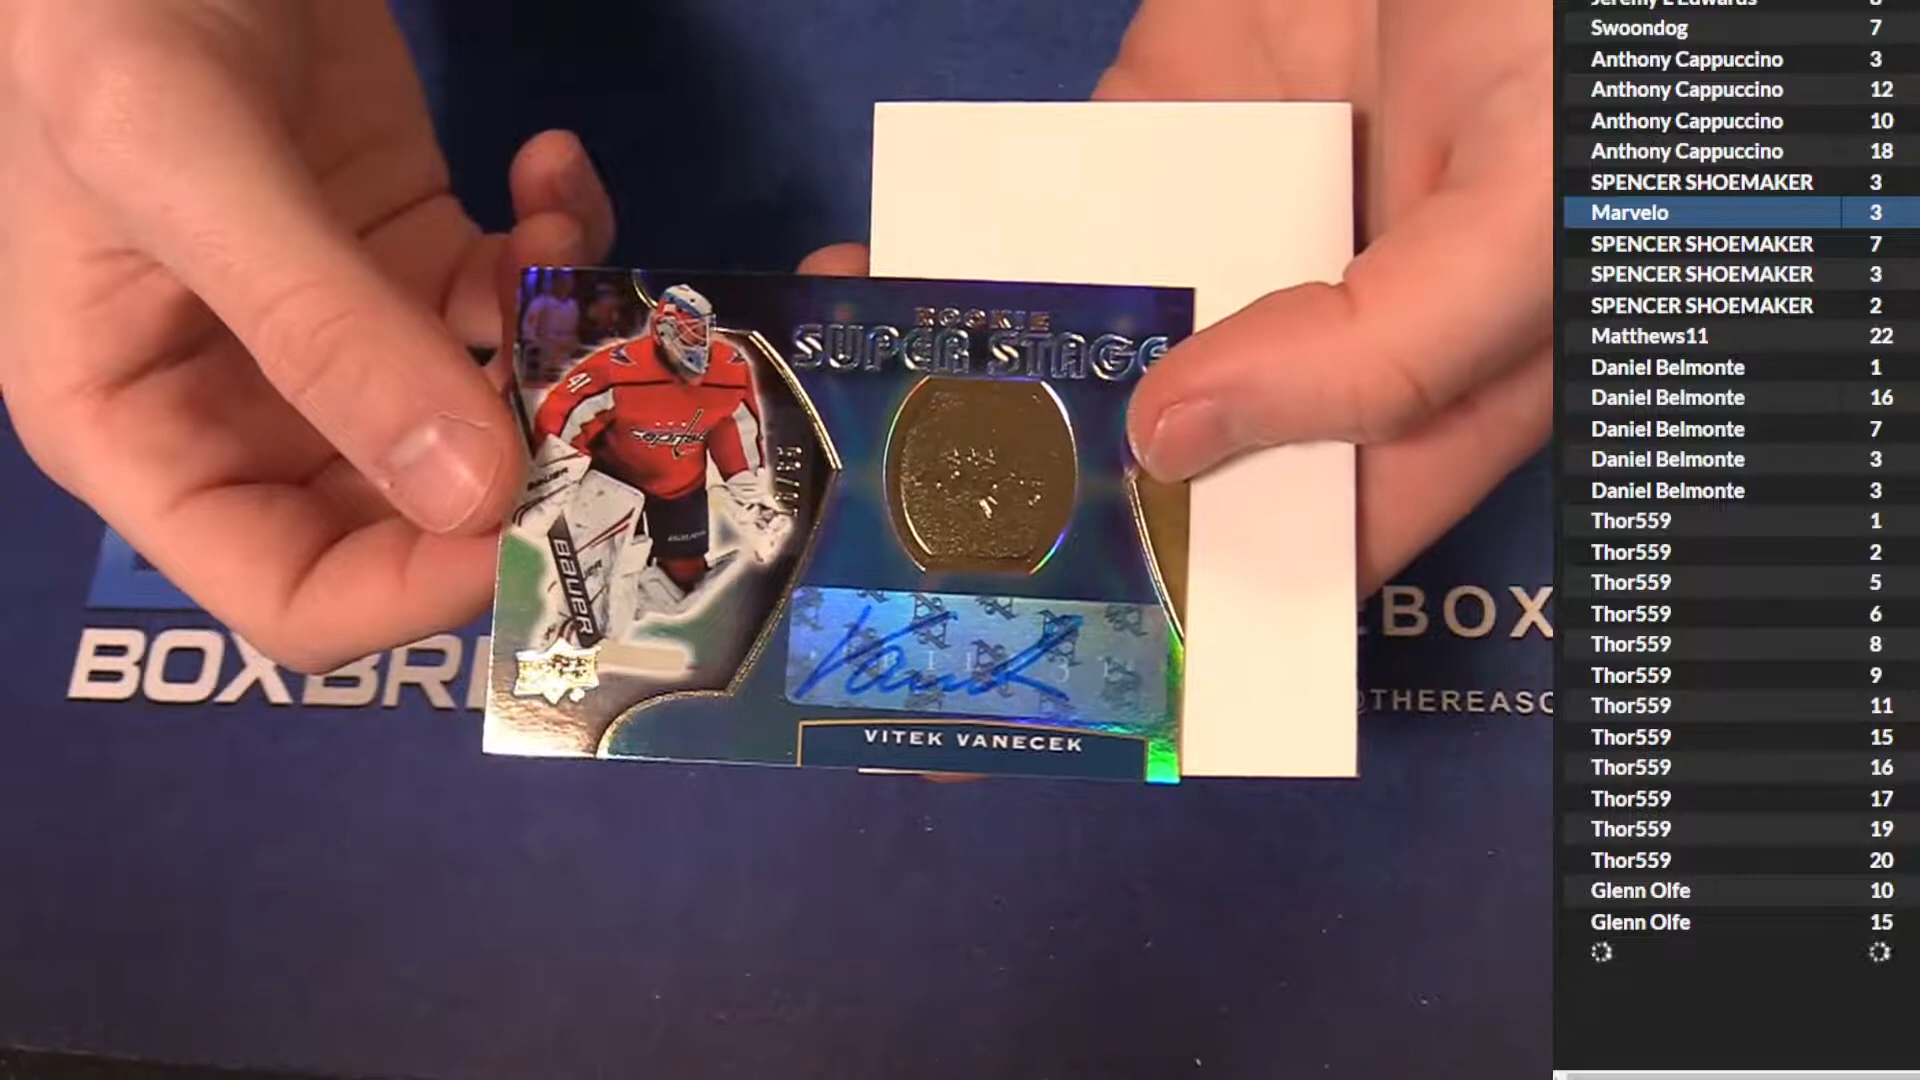 ROOKIE
SUPER STAGE
41
Capitals
BAUER
BAUER
VITEK VANECEK
BOXBRE
EBOX
@THEREASO
Swoondog 7
Anthony Cappuccino 3
Anthony Cappuccino 12
Anthony Cappuccino 10
Anthony Cappuccino 18
SPENCER SHOEMAKER 3
Marvelo 3
SPENCER SHOEMAKER 7
SPENCER SHOEMAKER 3
SPENCER SHOEMAKER 2
Matthews11 22
Daniel Belmonte 1
Daniel Belmonte 16
Daniel Belmonte 7
Daniel Belmonte 3
Daniel Belmonte 3
Thor559 1
Thor559 2
Thor559 5
Thor559 6
Thor559 8
Thor559 9
Thor559 11
Thor559 15
Thor559 16
Thor559 17
Thor559 19
Thor559 20
Glenn Olfe 10
Glenn Olfe 15